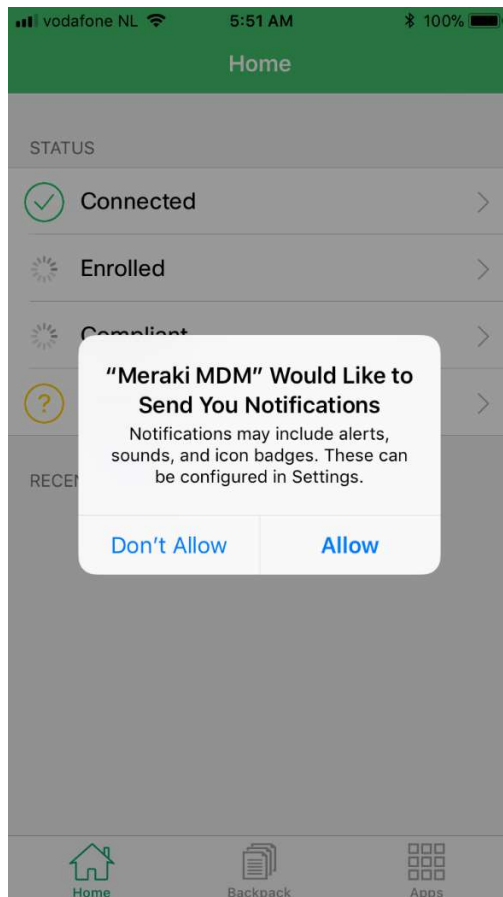 vodafone NL 5:51 AM 100%
Home
STATUS
Connected
Enrolled
Compliant
"Meraki MDM" Would Like to
Send You Notifications
Notifications may include alerts,
sounds, and icon badges. These can
be configured in Settings.
?
RECEN
Don't Allow Allow
Home Backpack Apps